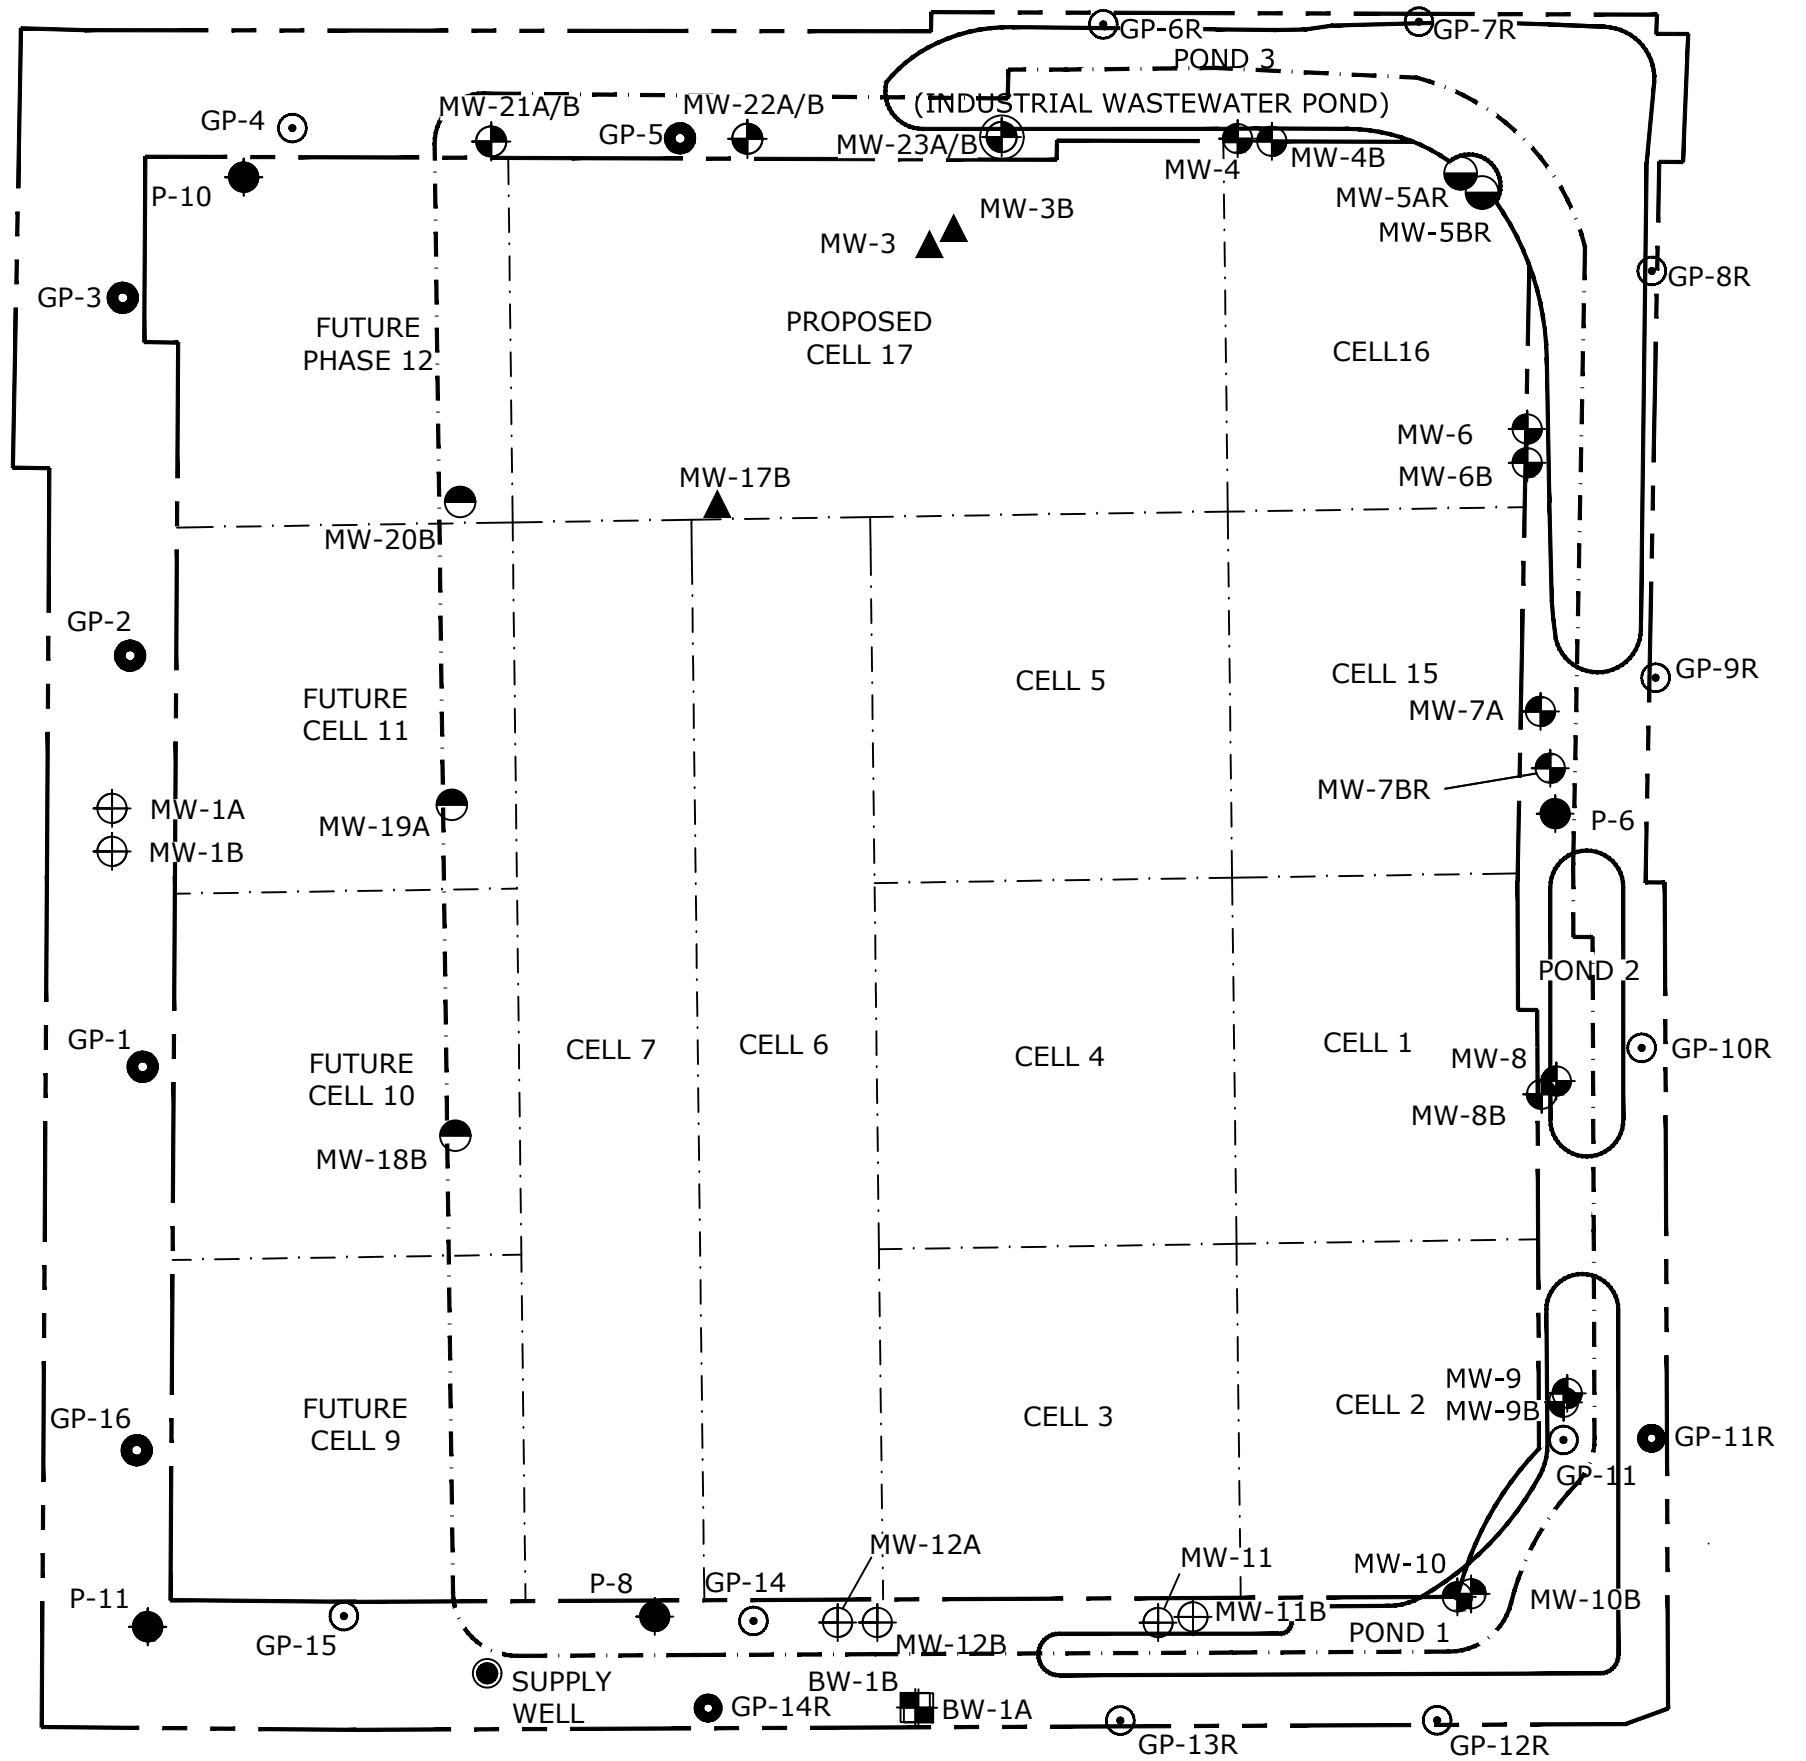 GP-6R
GP-7R
POND 3
(INDUSTRIAL WASTEWATER POND)
MW-21A/B
MW-22A/B
GP-4
GP-5
MW-23A/B
MW-4
MW-4B
P-10
MW-5AR
MW-5BR
MW-3B
MW-3
GP-8R
GP-3
FUTURE
PHASE 12
PROPOSED
CELL 17
CELL16
MW-6
MW-6B
MW-17B
MW-20B
GP-2
GP-9R
CELL 5
CELL 15
FUTURE
CELL 11
MW-7A
MW-7BR
P-6
MW-1A
MW-1B
MW-19A
POND 2
GP-1
CELL 7
CELL 6
CELL 4
CELL 1
GP-10R
MW-8
MW-8B
FUTURE
CELL 10
MW-18B
GP-16
FUTURE
CELL 9
CELL 3
CELL 2
MW-9
MW-9B
GP-11R
GP-11
MW-12A
MW-11
MW-10
P-11
P-8
GP-14
MW-10B
GP-15
MW-11B
MW-12B
POND 1
SUPPLY
WELL
BW-1B
GP-14R
BW-1A
GP-13R
GP-12R